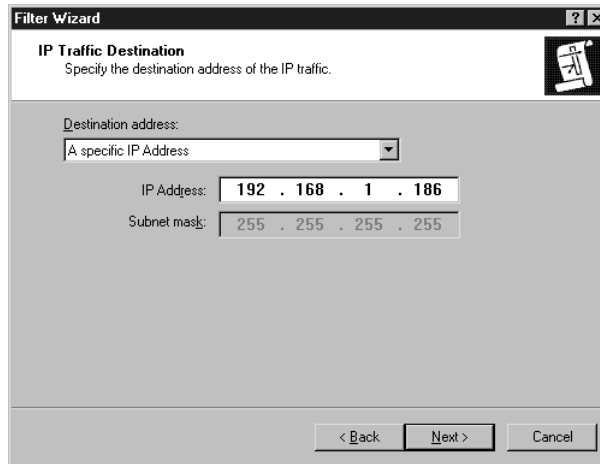 Filter Wizard
IP Traffic Destination
Specify the destination address of the IP traffic.
Destination address:
A specific IP Address
IP Address: 192 . 168 . 1 . 186
Subnet mask: 255 . 255 . 255 . 255
< Back Next > Cancel